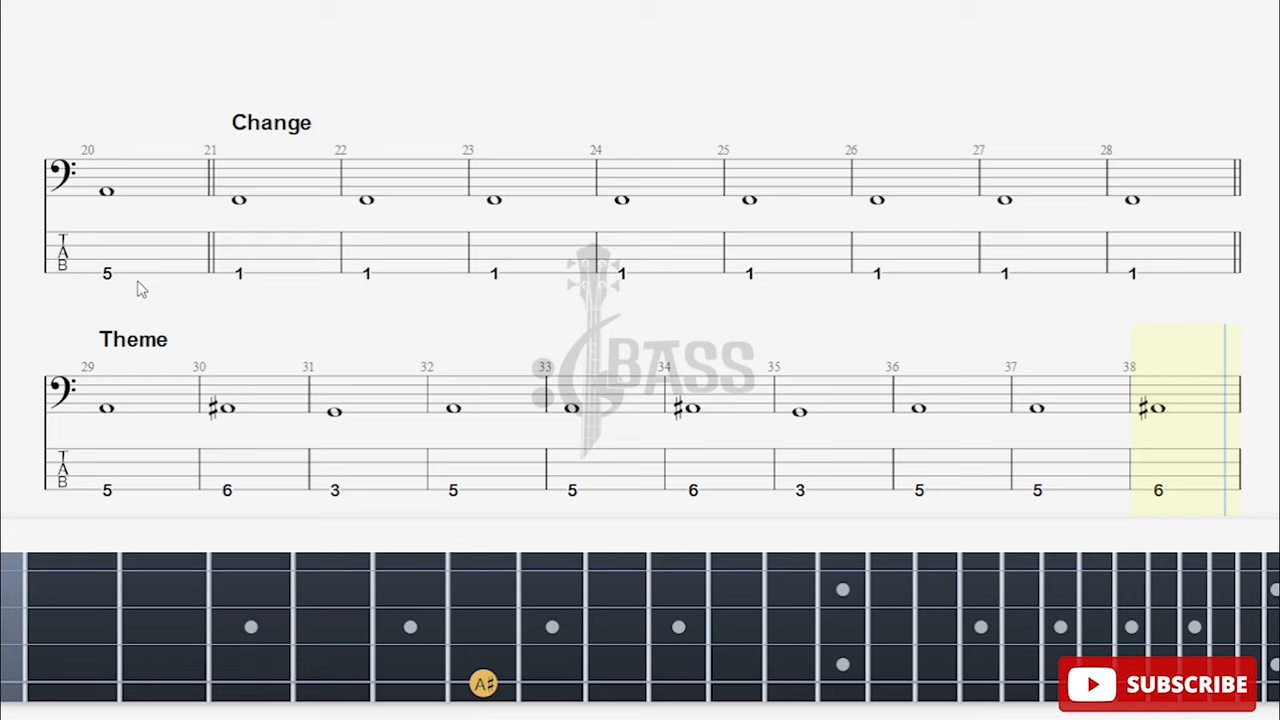 Change
20 21 22 23 24 25 26 27 28
T
A
B
5 1 1 1 1 1 1 1 1
Theme
29 30 31 32 33 34 35 36 37 38
BASS
T
A
B
5 6 3 5 5 6 3 5 5 6
A♯
SUBSCRIBE